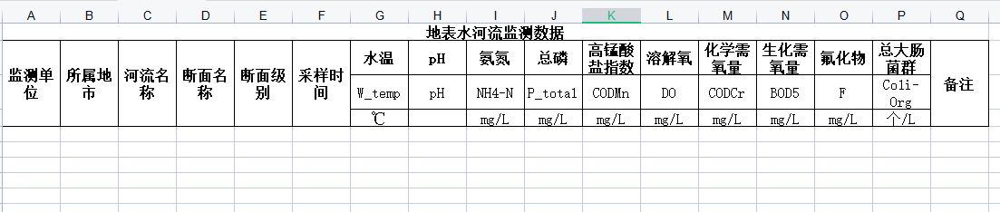 A B C D E F G H I J K L M N O P Q
地表水河流监测数据
监测单
位
所属地
市
河流名
称
断面名
称
断面级
别
采样时
间
水温 pH 氨氮 总磷 高锰酸
盐指数 溶解氧 化学需
氧量 生化需
氧量 氟化物 总大肠
菌群
备注
W_temp pH NH4-N P_total CODMn DO CODCr BOD5 F Coli-
Org
℃ mg/L mg/L mg/L mg/L mg/L mg/L mg/L 个/L